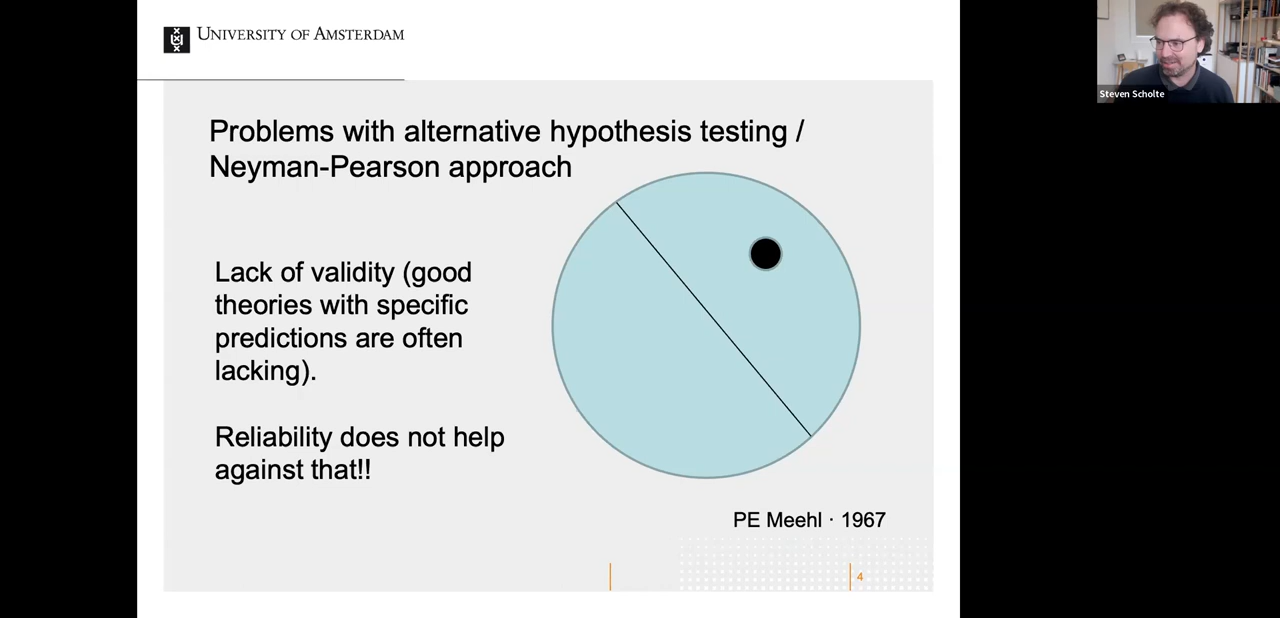 UNIVERSITY OF AMSTERDAM
Steven Scholte
Problems with alternative hypothesis testing /
Neyman-Pearson approach
Lack of validity (good
theories with specific
predictions are often
lacking).
Reliability does not help
against that!!
PE Meehl · 1967
4